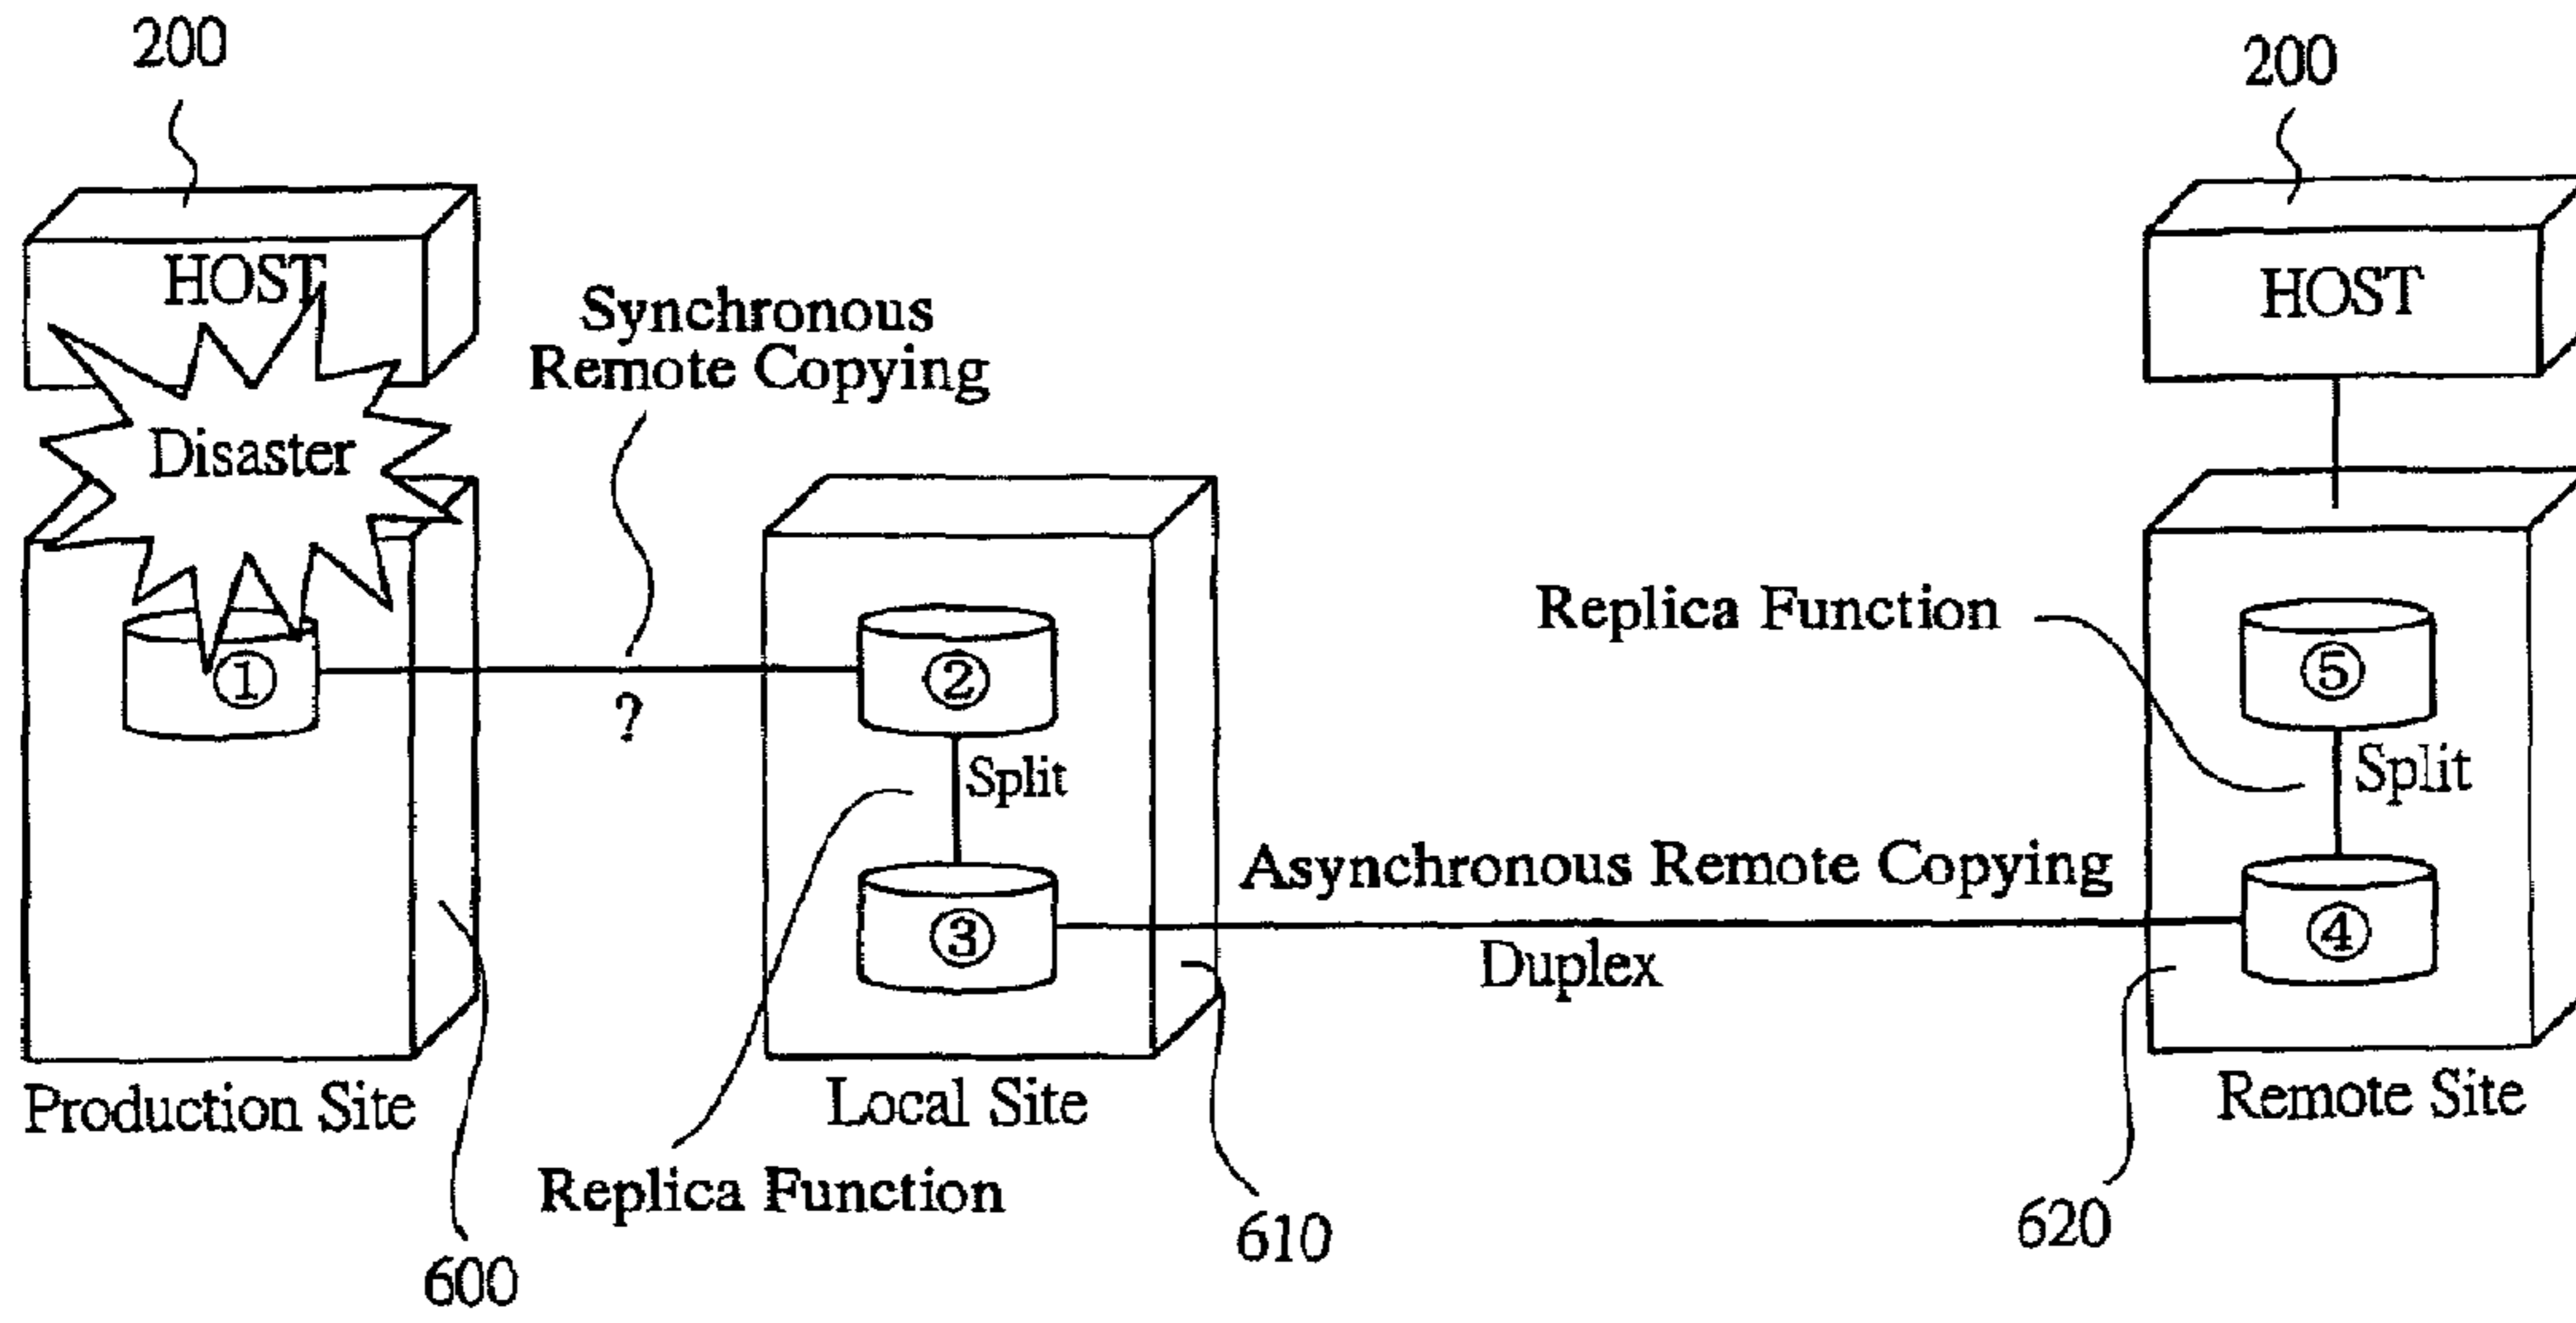 200
200
HOST
HOST
Synchronous
Remote Copying
Disaster
Replica Function
①
?
②
⑤
Split
Split
Asynchronous Remote Copying
③
④
Duplex
Production Site
Local Site
Remote Site
Replica Function
610
620
600